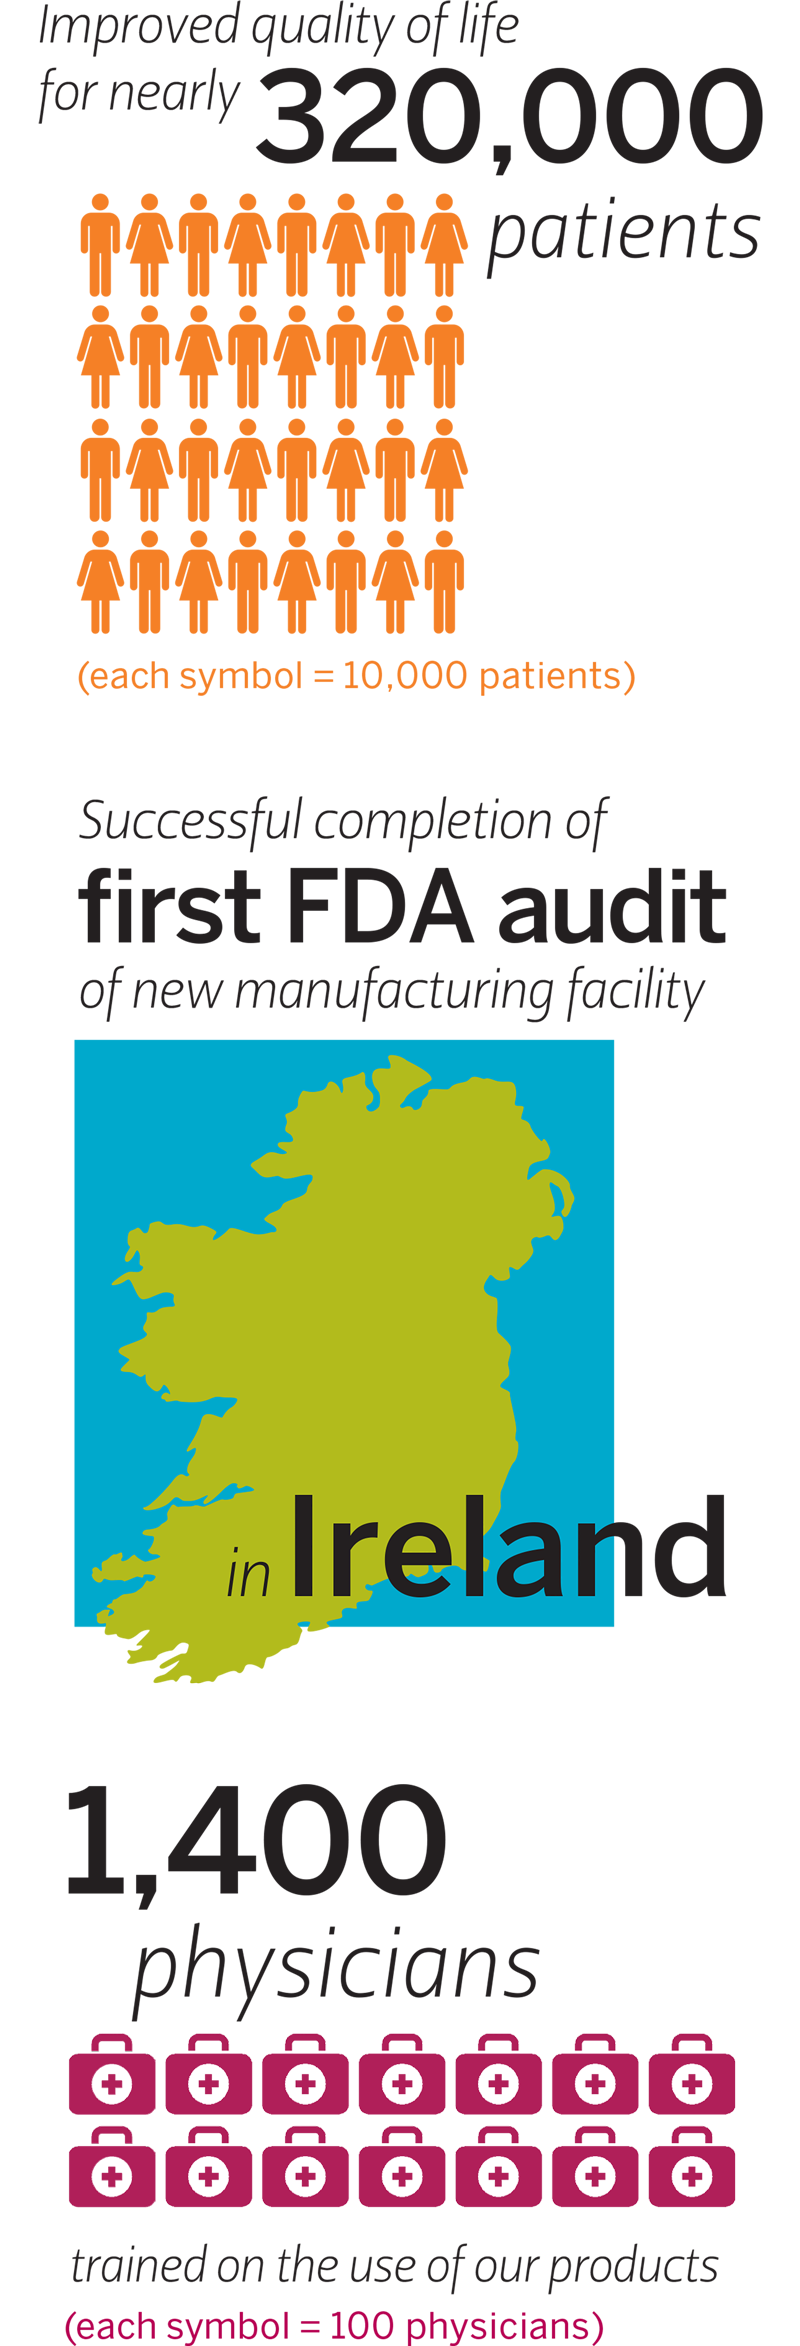 Improved quality of life
for nearly 320,000
patients
(each symbol = 10,000 patients)
Successful completion of
first FDA audit
of new manufacturing facility
in Ireland
1,400
physicians
trained on the use of our products
(each symbol = 100 physicians)